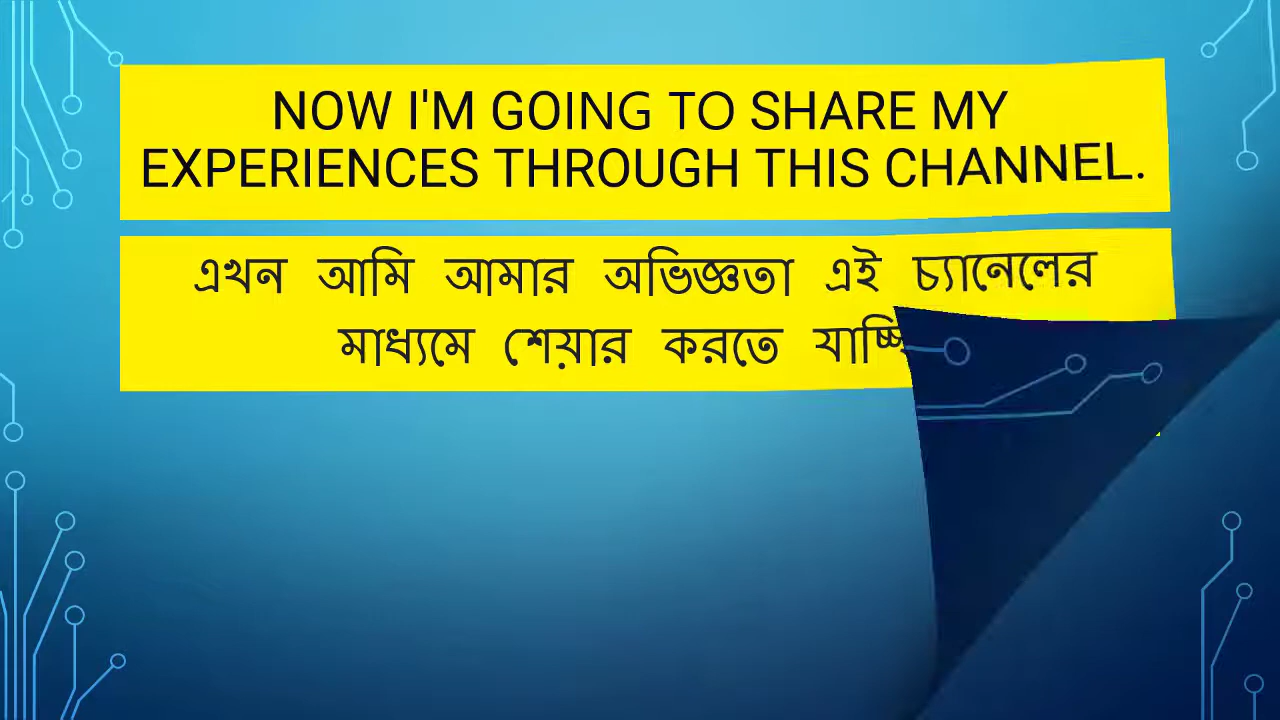 NOW I'M GOING TO SHARE MY
EXPERIENCES THROUGH THIS CHANNEL.
এখন আমি আমার অভিজ্ঞতা এই চ্যানেলের
মাধ্যমে শেয়ার করতে যাচ্ছি